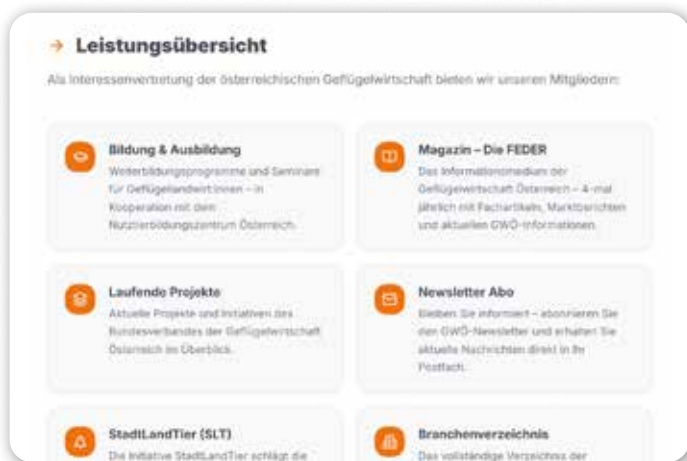 → Leistungsübersicht
Als Interessenvertretung der österreichischen Geflügelwirtschaft bieten wir unseren Mitgliedern:
Bildung & Ausbildung
Weiterbildungsprogramme und Seminare
für Geflügellandwirt:innen – in
Kooperation mit dem
Nutztierbildungszentrum Österreich.
Magazin – Die FEDER
Das Informationsmedium der
Geflügelwirtschaft Österreich – 4-mal
jährlich mit Fachartikeln, Marktberichten
und aktuellen GWÖ-Informationen.
Laufende Projekte
Aktuelle Projekte und Initiativen des
Bundesverbandes der Geflügelwirtschaft
Österreich im Überblick.
Newsletter Abo
Bleiben Sie informiert – abonnieren Sie
den GWÖ-Newsletter und erhalten Sie
aktuelle Nachrichten direkt in Ihr
Postfach.
StadtLandTier (SLT)
Die Initiative StadtLandTier schlägt die
Branchenverzeichnis
Das vollständige Verzeichnis der